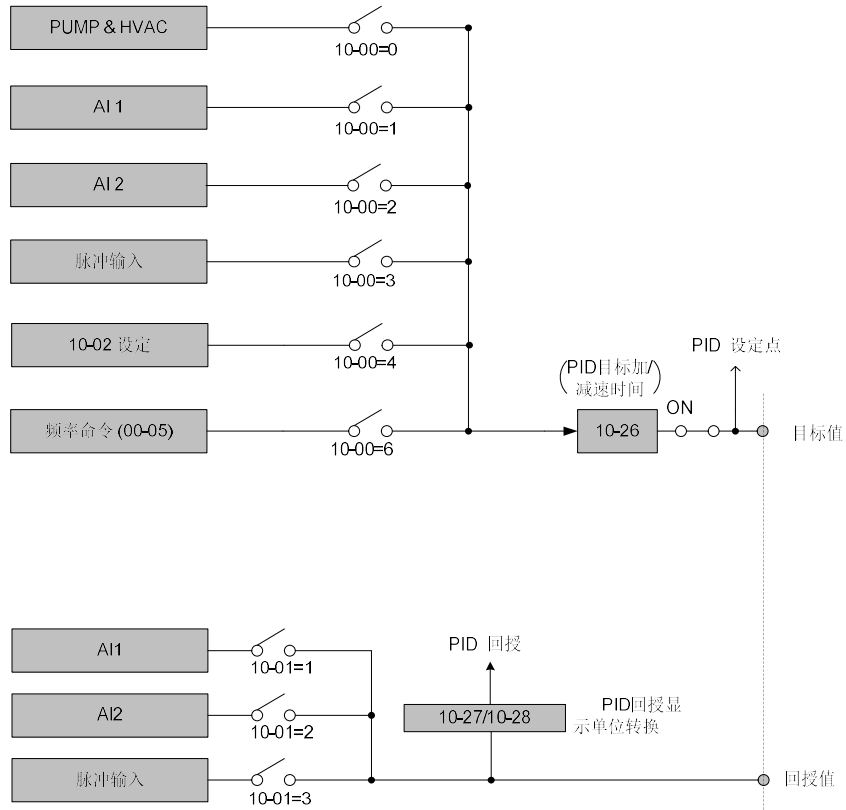 PUMP & HVAC
10-00=0
AI 1
10-00=1
AI 2
10-00=2
脉冲输入
10-00=3
10-02 设定
10-00=4
PID 设定点
(PID目标加/
减速时间)
频率命令 (00-05)
10-00=6
10-26
ON
目标值
AI1
10-01=1
PID 回授
AI2
10-01=2
10-27/10-28
PID回授显
示单位转换
脉冲输入
10-01=3
回授值